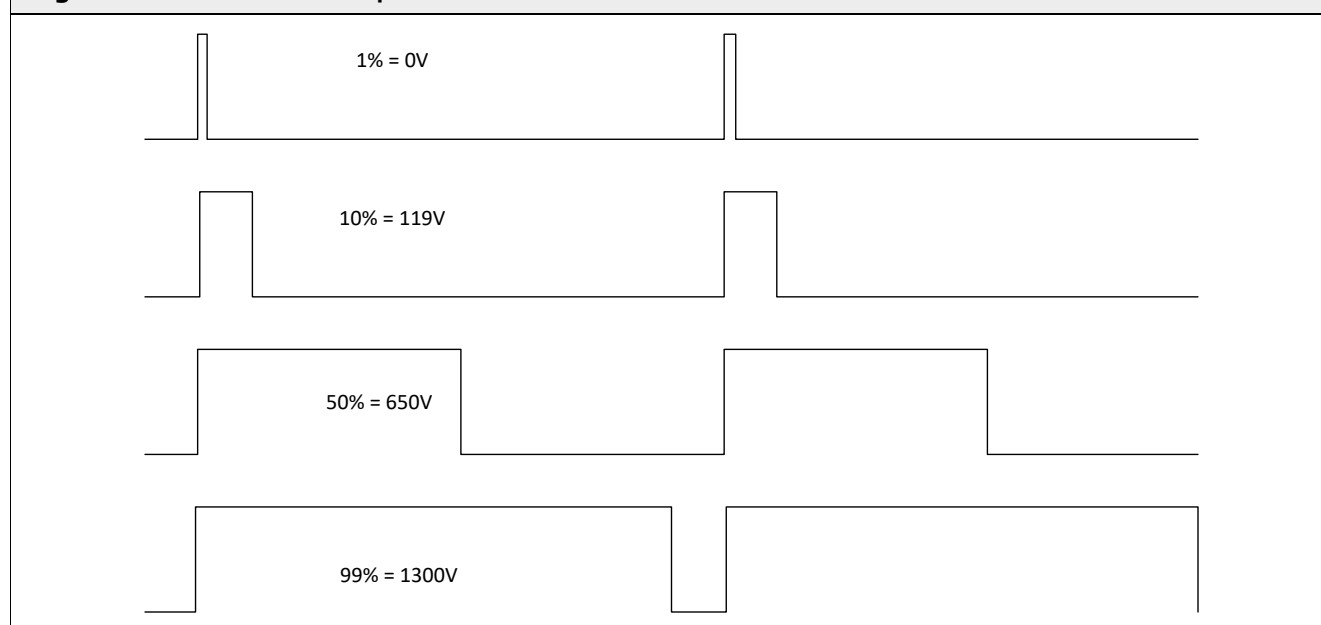 1% = 0V
10% = 119V
50% = 650V
99% = 1300V